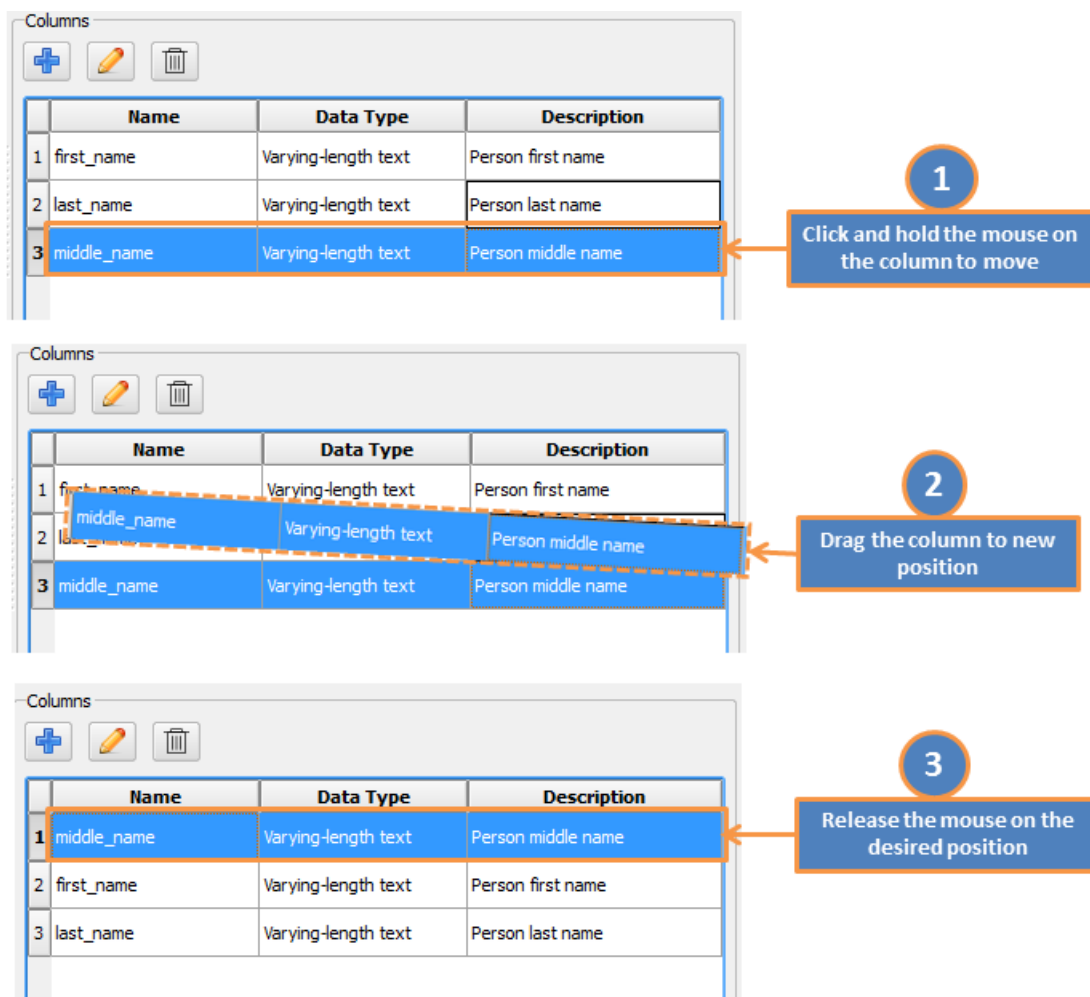 Columns
Name Data Type Description
1 first_name Varying-length text Person first name
2 last_name Varying-length text Person last name
3 middle_name Varying-length text Person middle name
1
Click and hold the mouse on
the column to move
Columns
Name Data Type Description
1 first_name Varying-length text Person first name
middle_name Varying-length text Person middle name
2
3 middle_name Varying-length text Person middle name
2
Drag the column to new
position
Columns
Name Data Type Description
1 middle_name Varying-length text Person middle name
2 first_name Varying-length text Person first name
3 last_name Varying-length text Person last name
3
Release the mouse on the
desired position